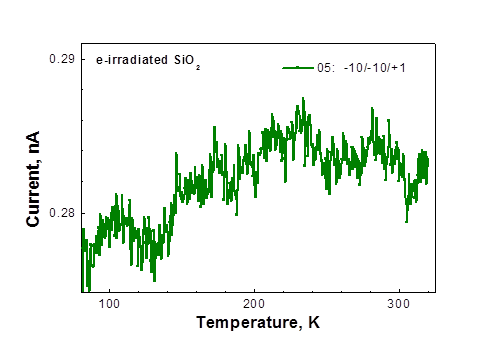 0.29
e-irradiated SiO2
05: -10/-10/+1
Current, nA
0.28
100 200 300
Temperature, K